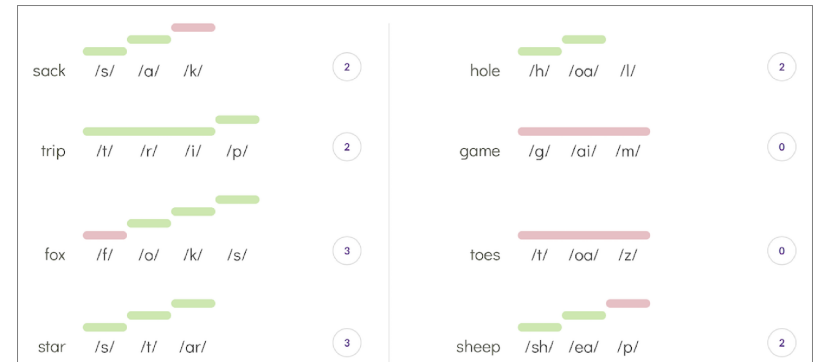 sack /s/ /a/ /k/ 2
trip /t/ /r/ /i/ /p/ 2
fox /f/ /o/ /k/ /s/ 3
star /s/ /t/ /ar/ 3
hole /h/ /oa/ /l/ 2
game /g/ /ai/ /m/ 0
toes /t/ /oa/ /z/ 0
sheep /sh/ /ea/ /p/ 2